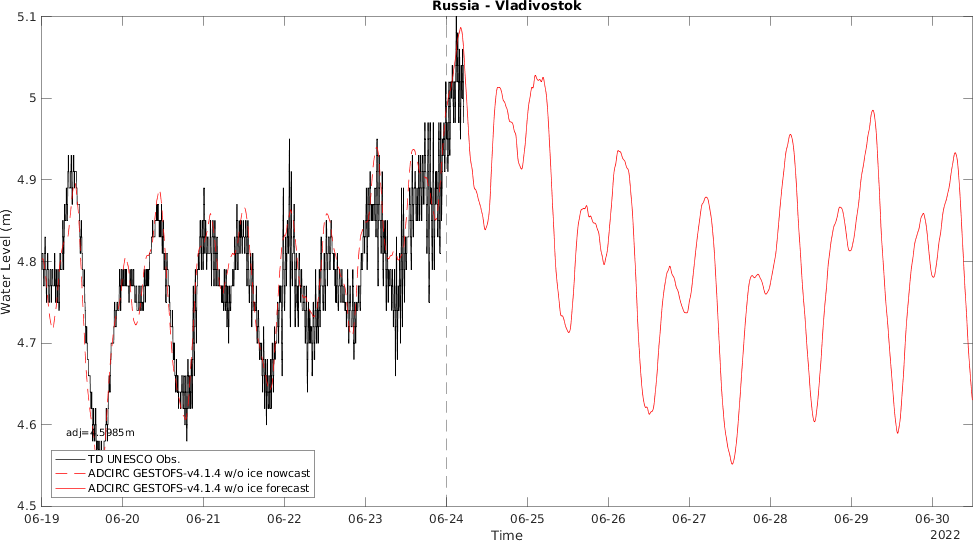 Russia - Vladivostok
5.1
5
4.9
4.8
4.7
4.6
4.5
Water Level (m)
adj=4.5985m
TD UNESCO Obs.
ADCIRC GESTOFS-v4.1.4 w/o ice nowcast
ADCIRC GESTOFS-v4.1.4 w/o ice forecast
06-19 06-20 06-21 06-22 06-23 06-24 06-25 06-26 06-27 06-28 06-29 06-30
Time
2022